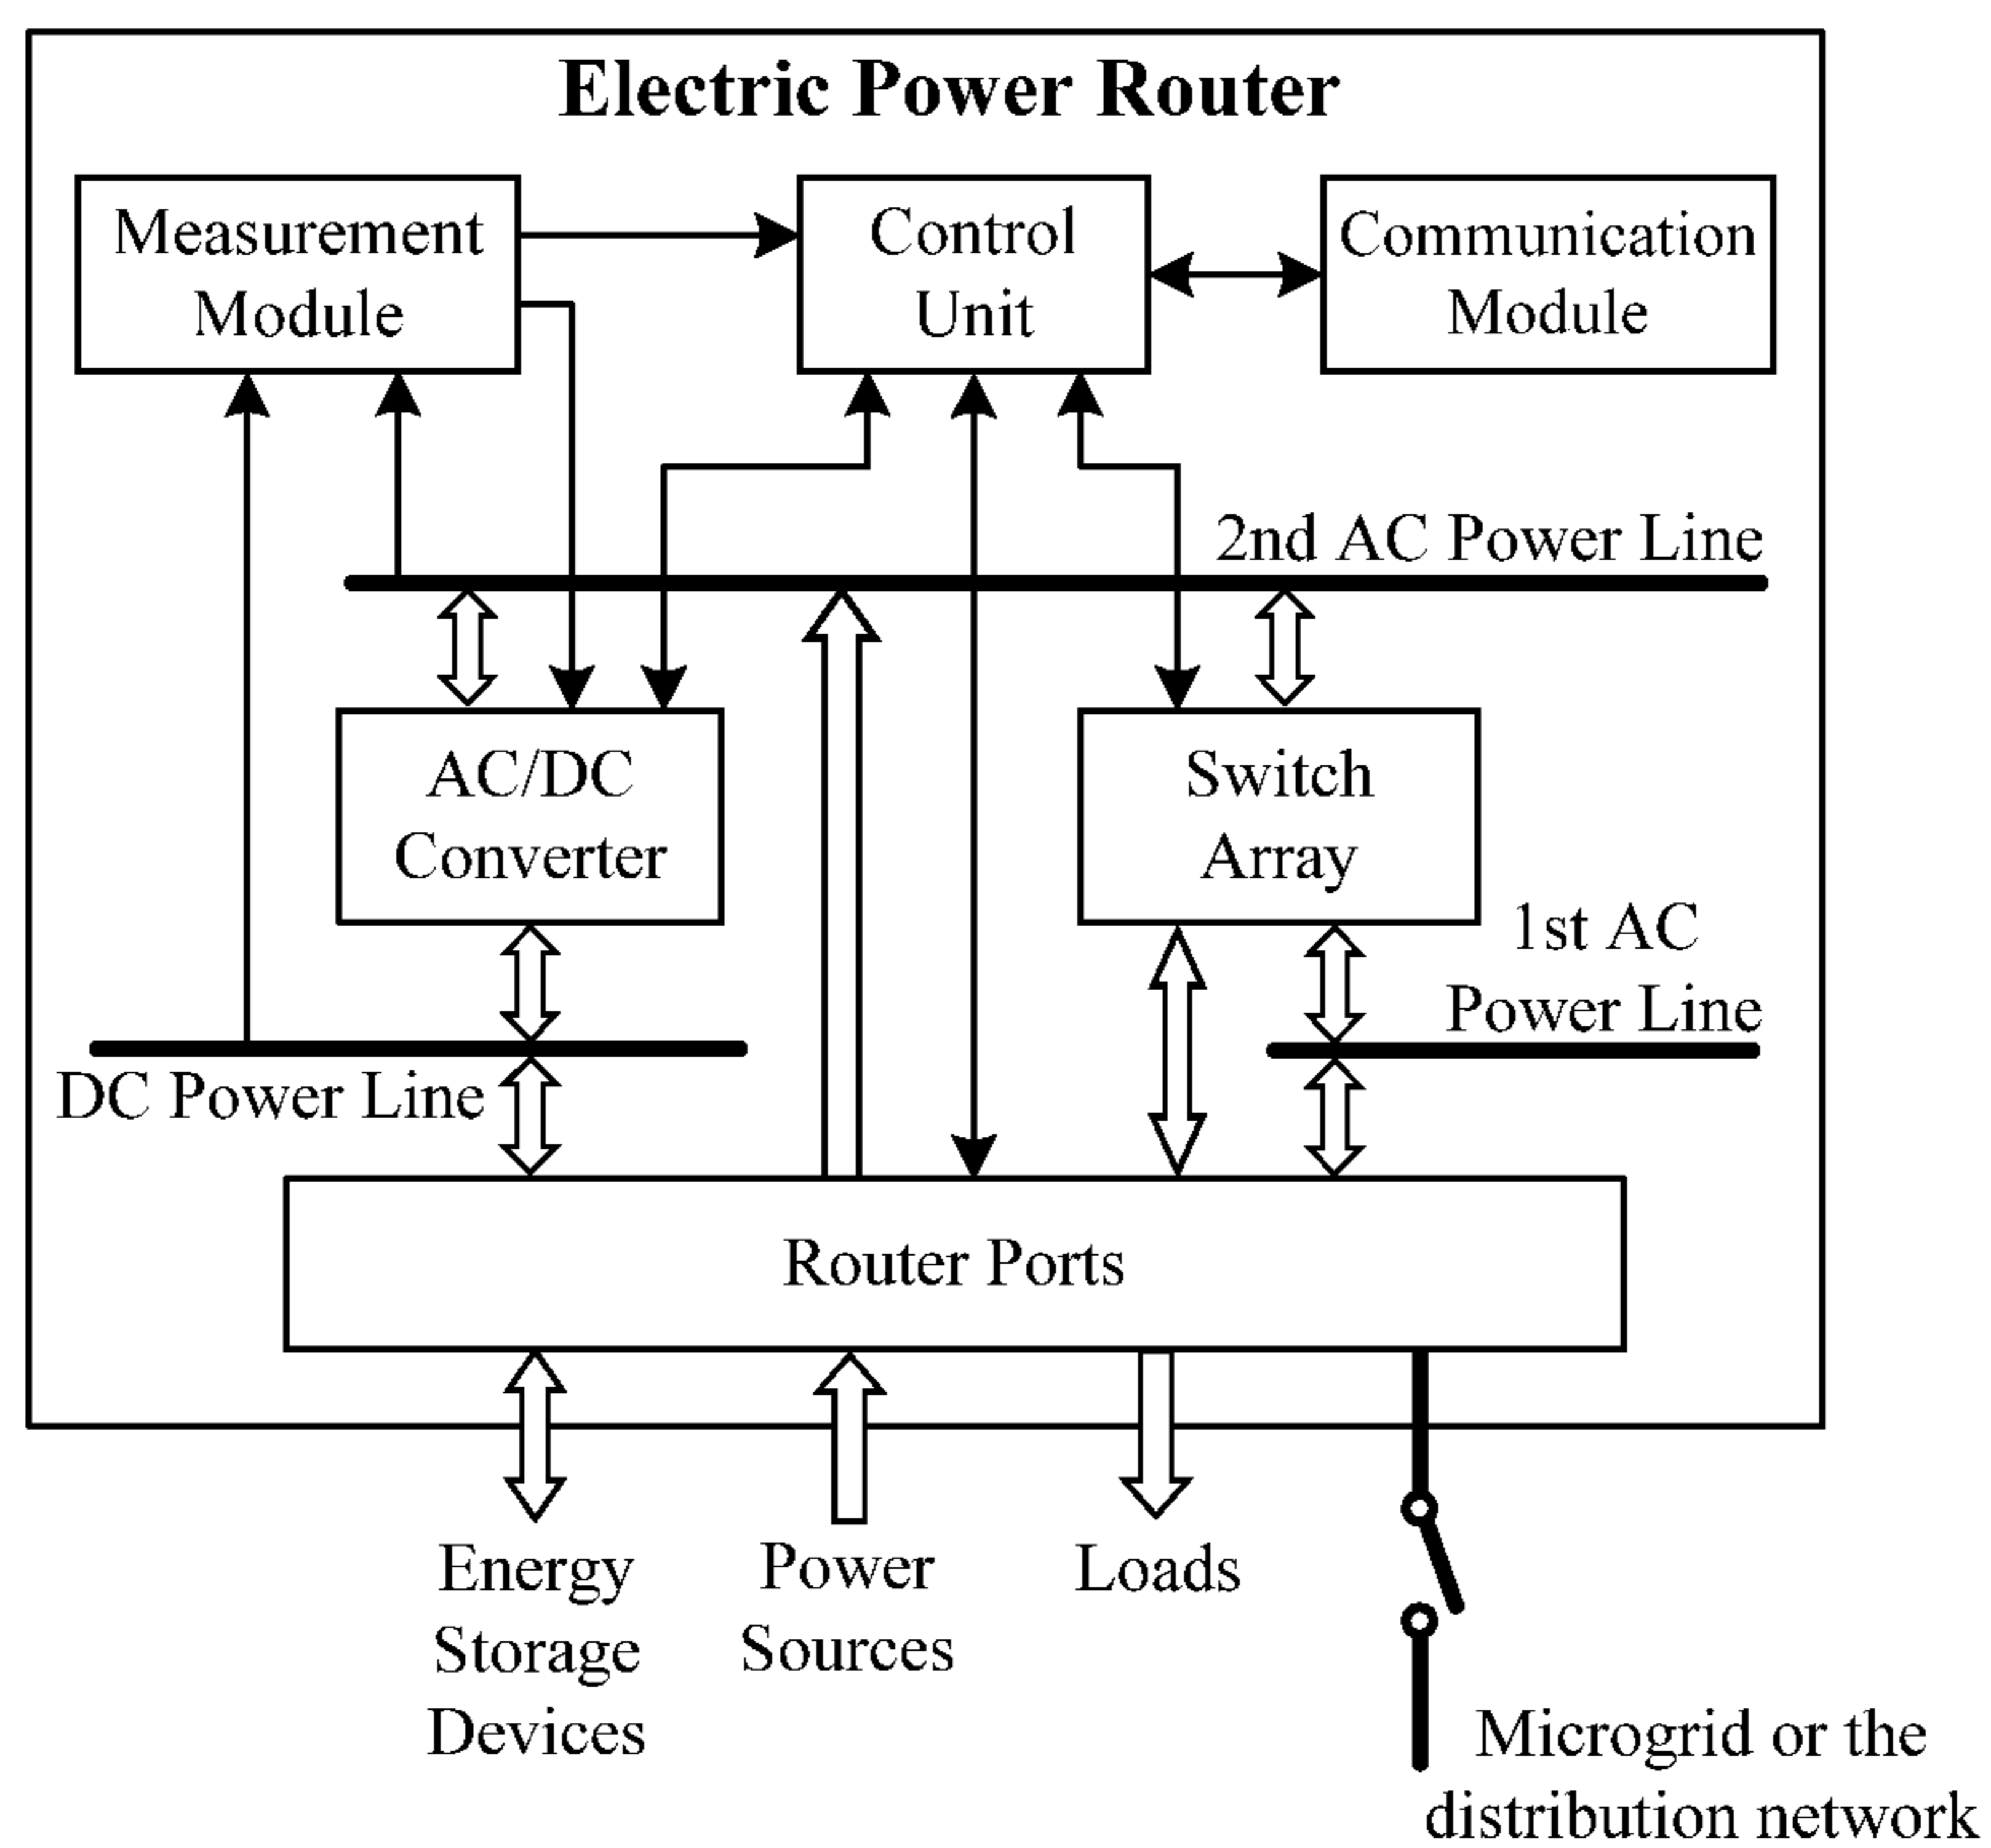 Electric Power Router
Measurement
Module
Control
Unit
Communication
Module
2nd AC Power Line
AC/DC
Converter
Switch
Array
1st AC
Power Line
DC Power Line
Router Ports
Energy
Storage
Devices
Power
Sources
Loads
Microgrid or the
distribution network